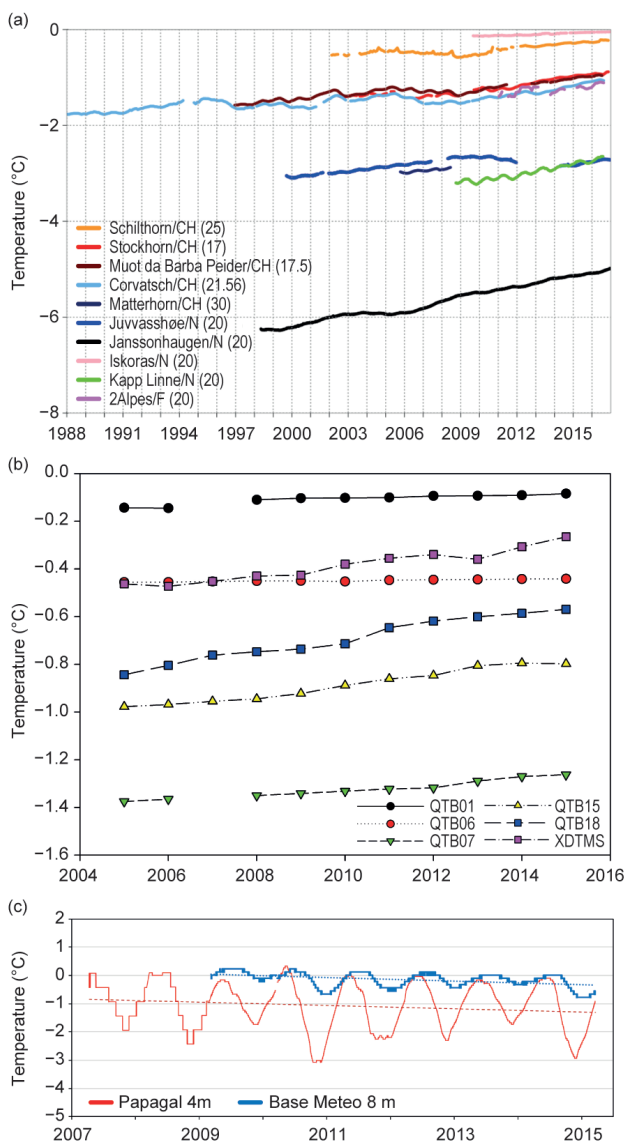 (a)
0
−2
−4
−6
−8
Temperature (°C)
Schilthorn/CH (25)
Stockhorn/CH (17)
Muot da Barba Peider/CH (17.5)
Corvatsch/CH (21.56)
Matterhorn/CH (30)
Juvvasshøe/N (20)
Janssonhaugen/N (20)
Iskoras/N (20)
Kapp Linne/N (20)
2Alpes/F (20)
1988 1991 1994 1997 2000 2003 2006 2009 2012 2015
(b)
0.0
−0.2
−0.4
−0.6
−0.8
−1.0
−1.2
−1.4
−1.6
Temperature (°C)
QTB01 QTB15
QTB06 QTB18
QTB07 XDTMS
2004 2006 2008 2010 2012 2014 2016
(c)
2
1
0
−1
−2
−3
−4
−5
Temperature (°C)
Papagal 4m Base Meteo 8 m
2007 2009 2011 2013 2015